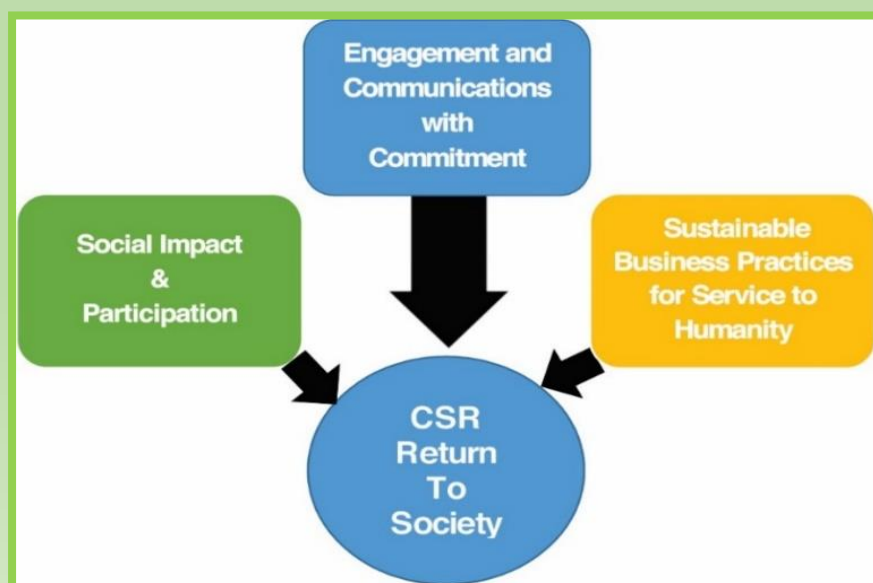 Engagement and
Communications
with
Commitment
Social Impact
&
Participation
Sustainable
Business Practices
for Service to
Humanity
CSR
Return
To
Society